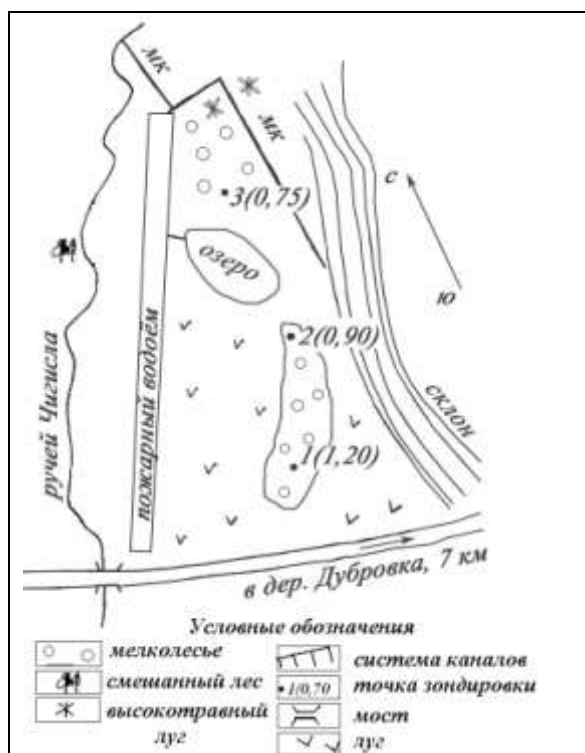 мк
мк
3(0,75)
с
ю
озеро
2(0,90)
склон
ручей Чигисла
пожарный водоём
1(1,20)
в дер. Дубровка, 7 км
Условные обозначения
мелколесье
система каналов
смешанный лес
1/0,70
точка зондировки
высокотравный
луг
мост
луг